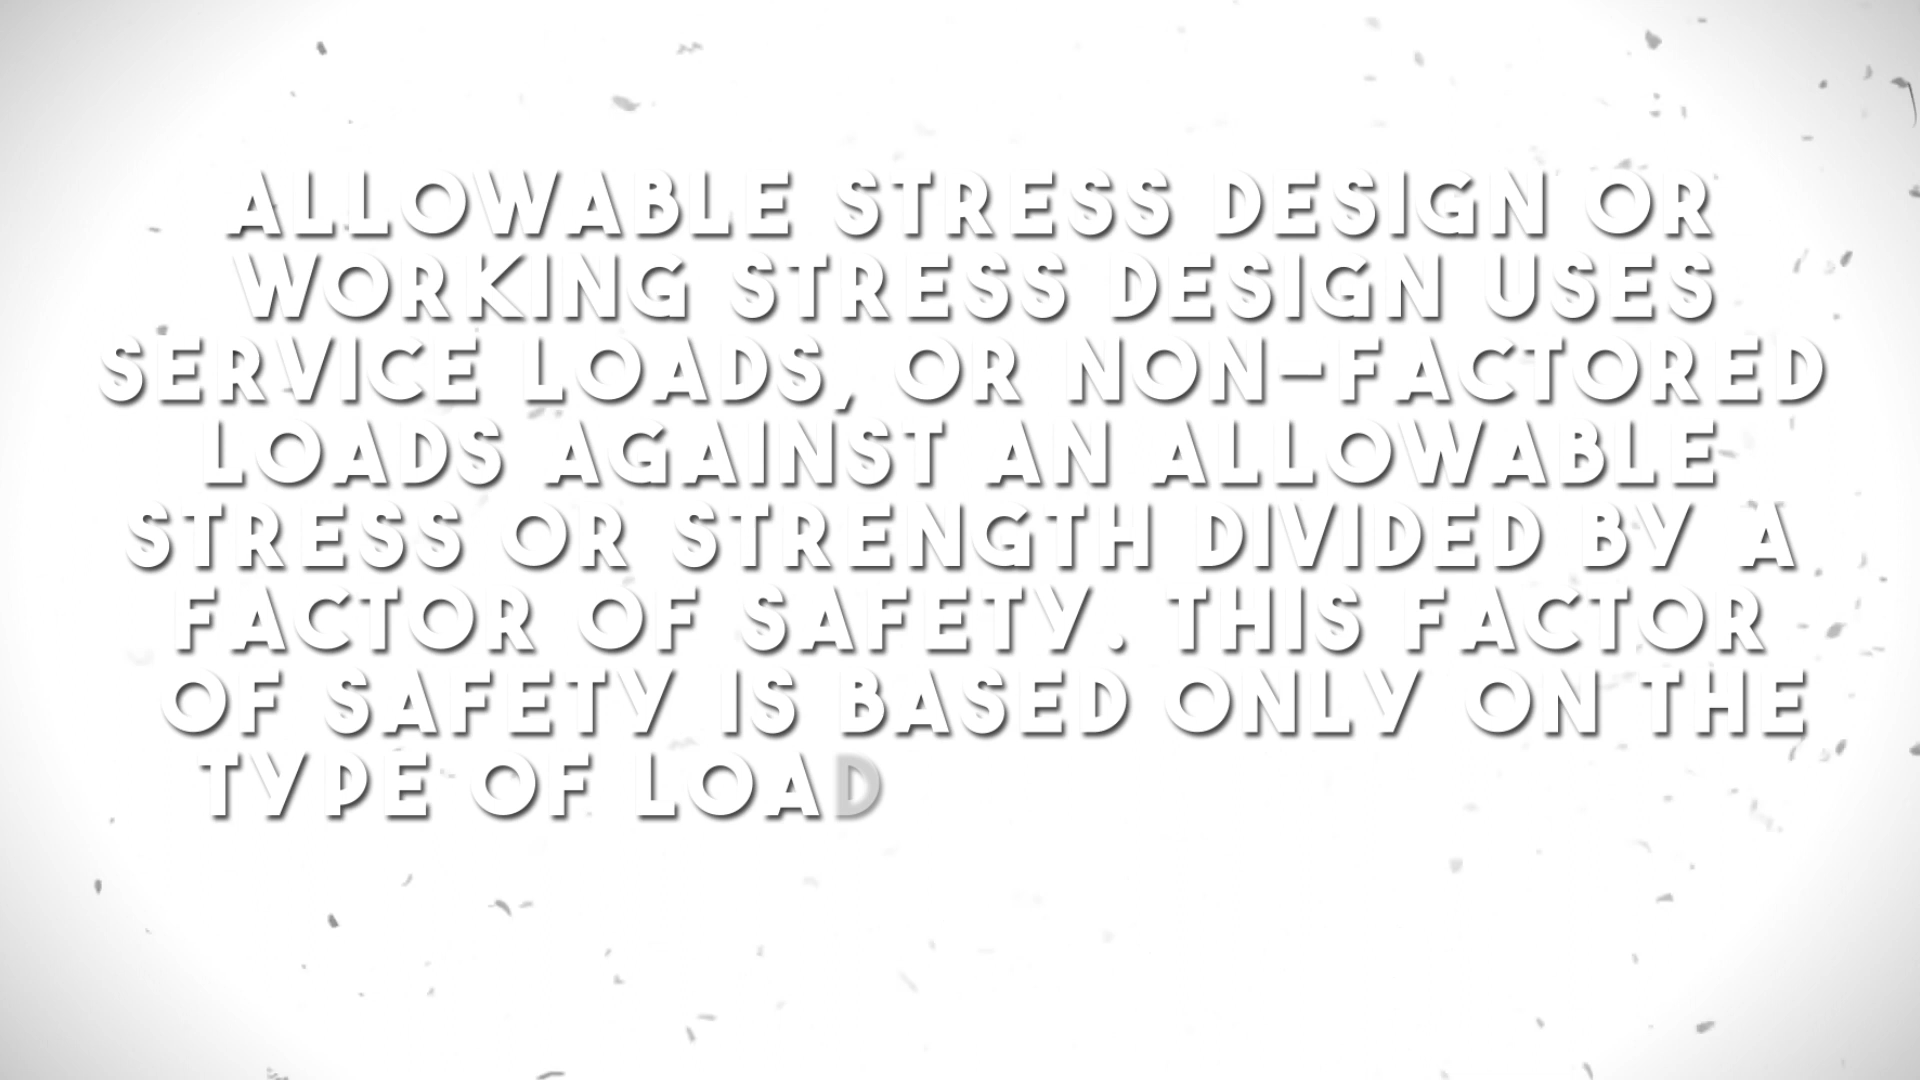 ALLOWABLE STRESS DESIGN OR
WORKING STRESS DESIGN USES
SERVICE LOADS, OR NON-FACTORED
LOADS AGAINST AN ALLOWABLE
STRESS OR STRENGTH DIVIDED BY A
FACTOR OF SAFETY. THIS FACTOR
OF SAFETY IS BASED ONLY ON THE
TYPE OF LOAD